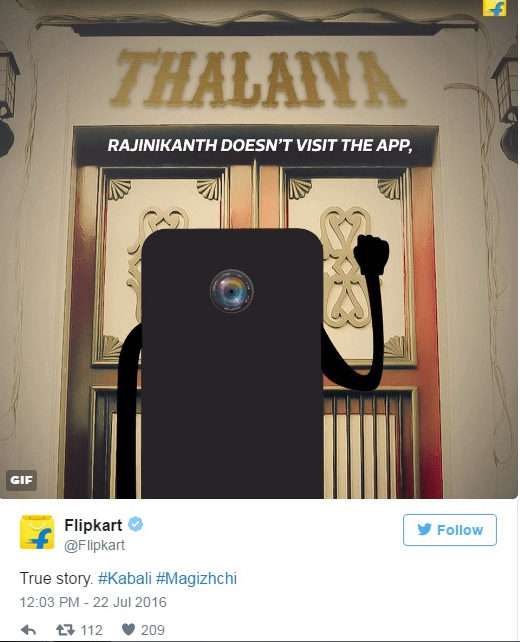 THALAIVA
RAJINIKANTH DOESN'T VISIT THE APP,
GIF
Flipkart
@Flipkart
Follow
True story. #Kabali #Magizhchi
12:03 PM - 22 Jul 2016
112
209